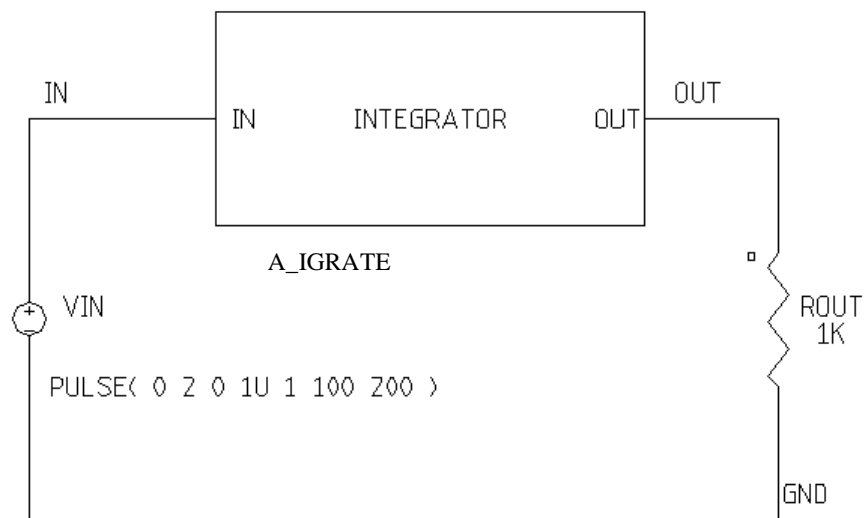 IN
OUT
IN INTEGRATOR OUT
A_IGRATE
+
-
VIN
ROUT
1K
PULSE( 0 2 0 1U 1 100 200 )
GND